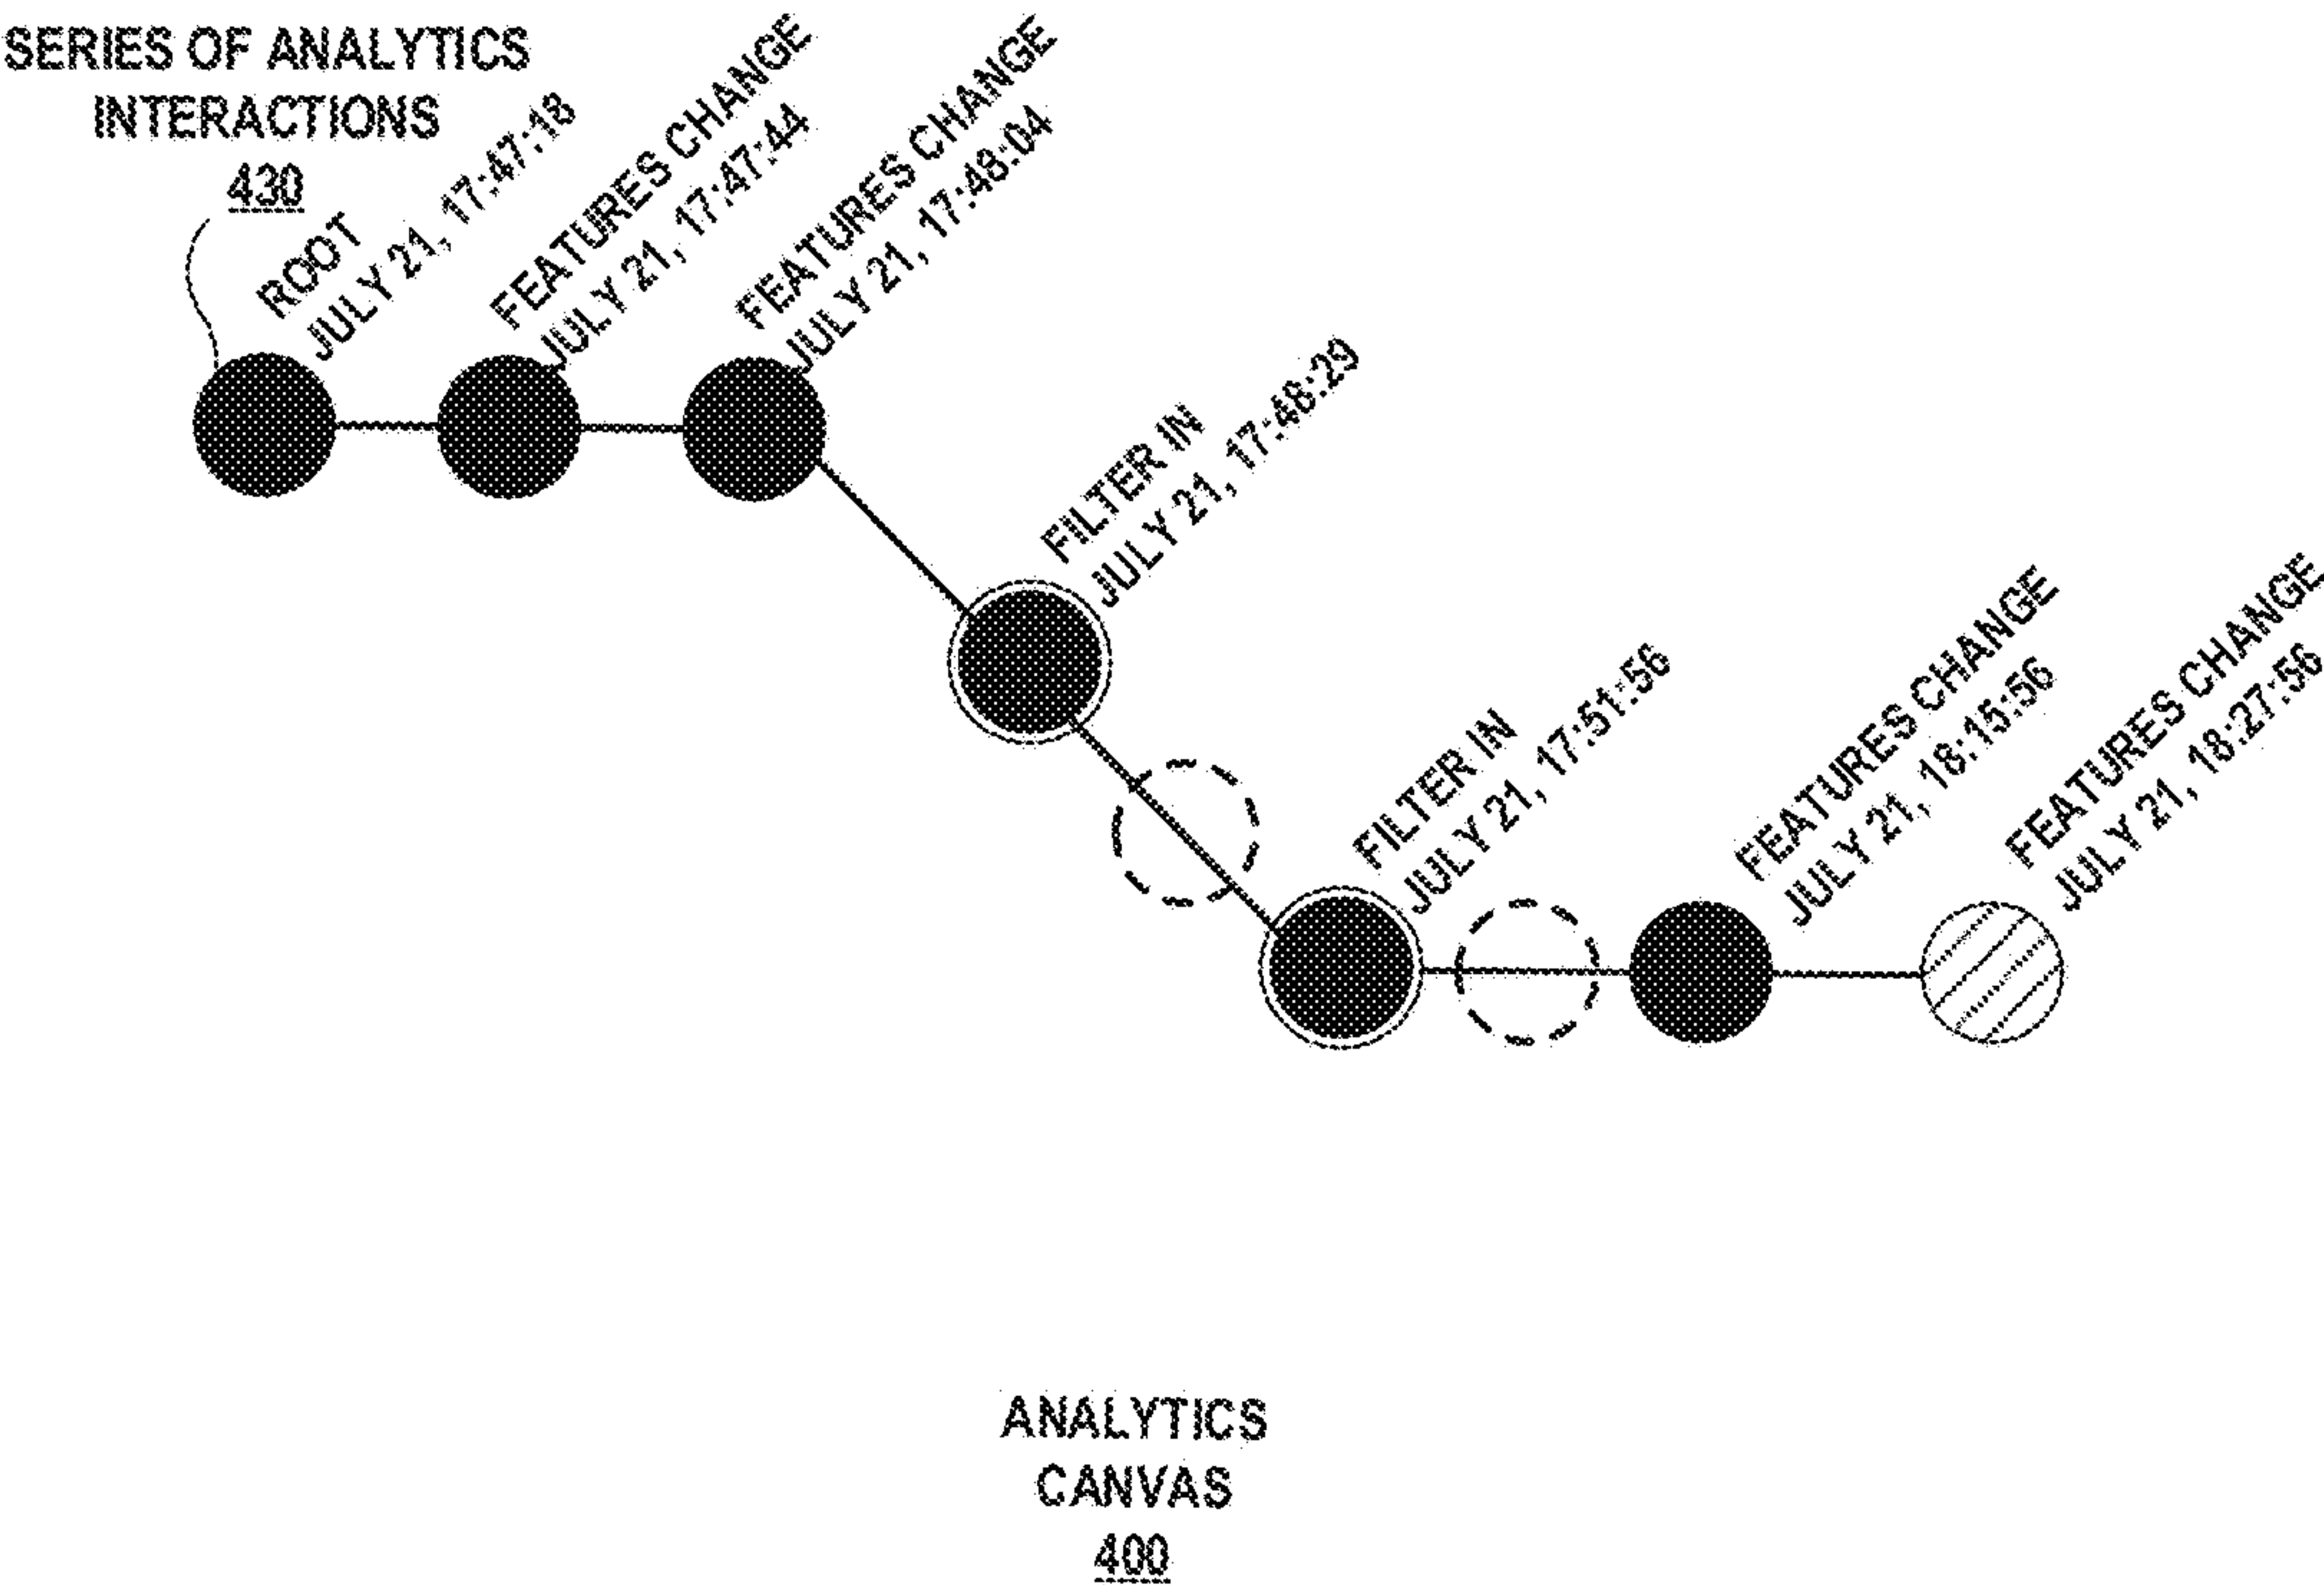 SERIES OF ANALYTICS
INTERACTIONS
430
ROOT
JULY 21, 17:47:18
FEATURES CHANGE
JULY 21, 17:47:44
FEATURES CHANGE
JULY 21, 17:48:04
FILTER IN
JULY 21, 17:48:29
FILTER IN
JULY 21, 17:51:56
FEATURES CHANGE
JULY 21, 18:15:56
FEATURES CHANGE
JULY 21, 18:27:56
ANALYTICS
CANVAS
400